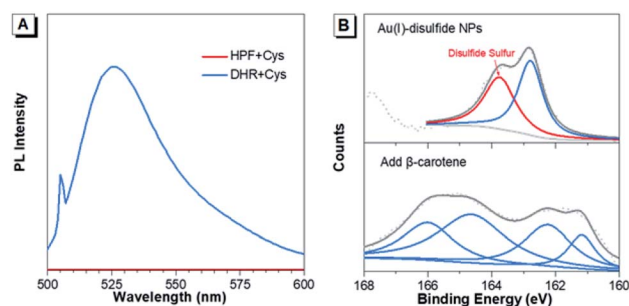 A
HPF+Cys
DHR+Cys
PL Intensity
500 525 550 575 600
Wavelength (nm)
B
Au(I)-disulfide NPs
Disulfide Sulfur
Add β-carotene
Counts
168 166 164 162 160
Binding Energy (eV)